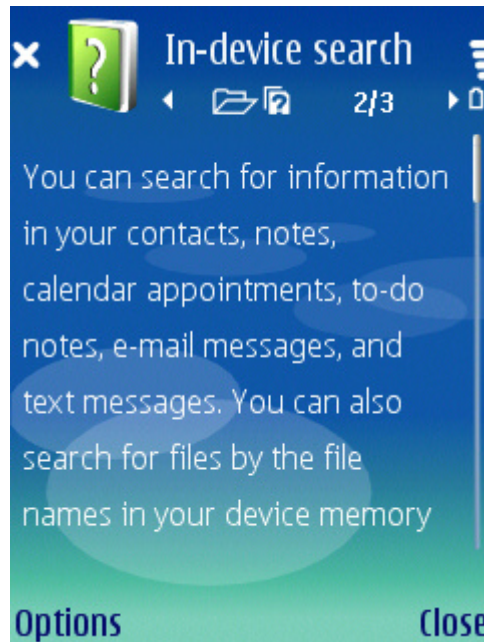 In-device search
2/3
You can search for information
in your contacts, notes,
calendar appointments, to-do
notes, e-mail messages, and
text messages. You can also
search for files by the file
names in your device memory
Options
Close